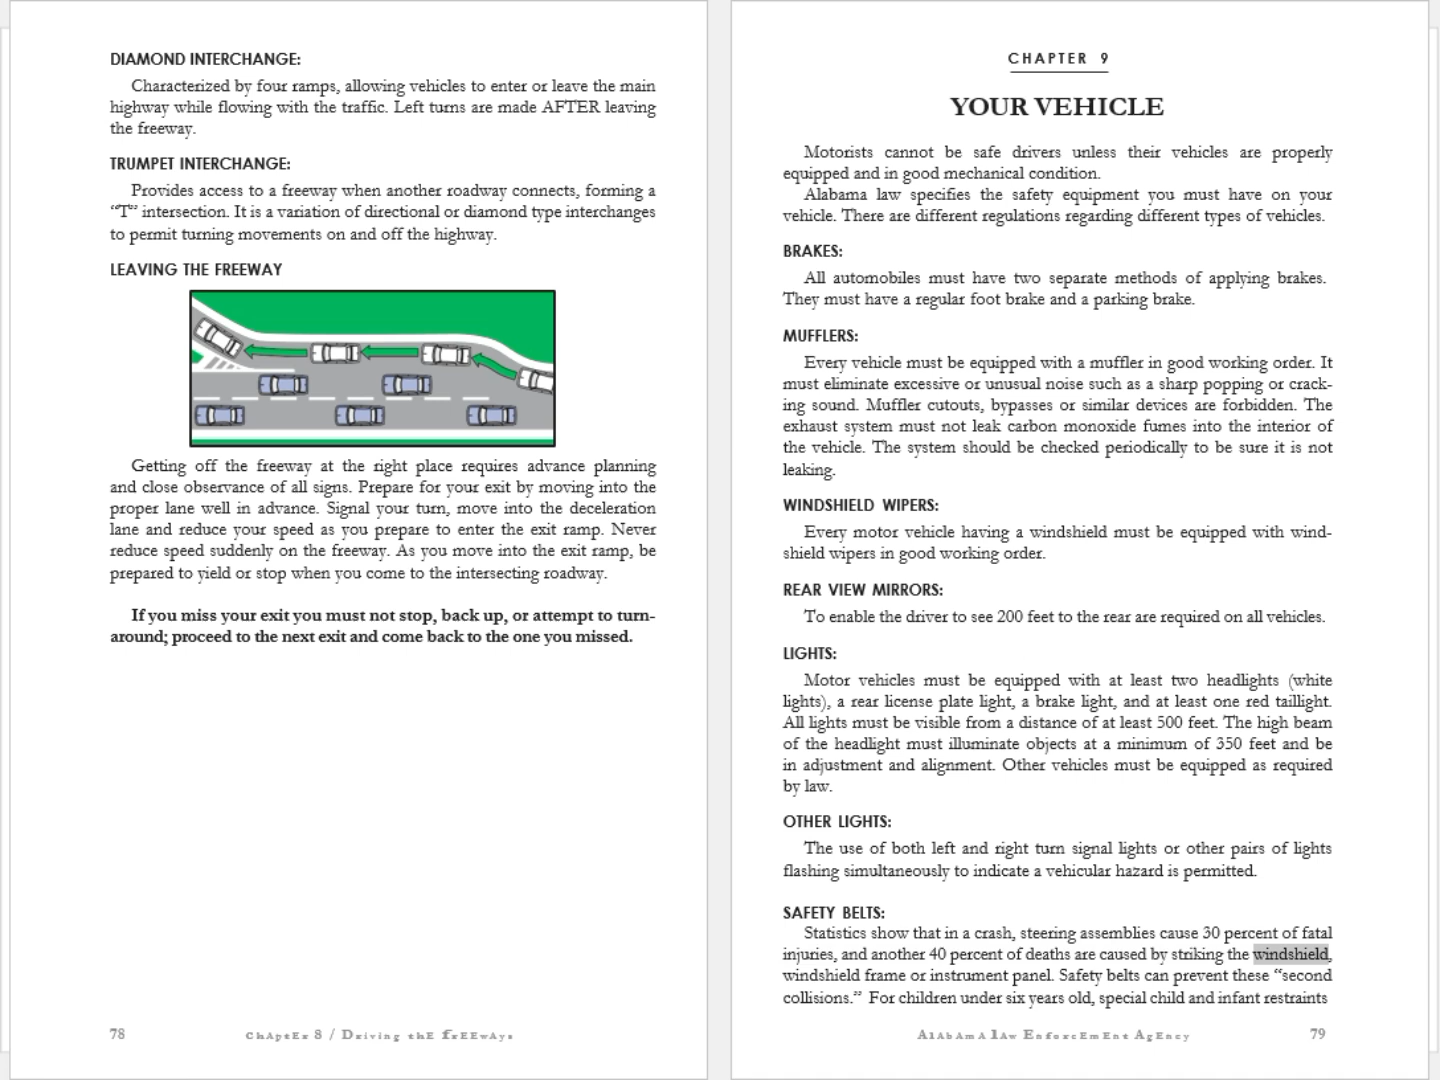 DIAMOND INTERCHANGE:
Characterized by four ramps, allowing vehicles to enter or leave the main
highway while flowing with the traffic. Left turns are made AFTER leaving
the freeway.
TRUMPET INTERCHANGE:
Provides access to a freeway when another roadway connects, forming a
“T” intersection. It is a variation of directional or diamond type interchanges
to permit turning movements on and off the highway.
LEAVING THE FREEWAY
Getting off the freeway at the right place requires advance planning
and close observance of all signs. Prepare for your exit by moving into the
proper lane well in advance. Signal your turn, move into the deceleration
lane and reduce your speed as you prepare to enter the exit ramp. Never
reduce speed suddenly on the freeway. As you move into the exit ramp, be
prepared to yield or stop when you come to the intersecting roadway.
If you miss your exit you must not stop, back up, or attempt to turn-
around; proceed to the next exit and come back to the one you missed.
78
ChAptEr 8 / Driving thE frEEwAys
CHAPTER 9
YOUR VEHICLE
Motorists cannot be safe drivers unless their vehicles are properly
equipped and in good mechanical condition.
Alabama law specifies the safety equipment you must have on your
vehicle. There are different regulations regarding different types of vehicles.
BRAKES:
All automobiles must have two separate methods of applying brakes.
They must have a regular foot brake and a parking brake.
MUFFLERS:
Every vehicle must be equipped with a muffler in good working order. It
must eliminate excessive or unusual noise such as a sharp popping or crack-
ing sound. Muffler cutouts, bypasses or similar devices are forbidden. The
exhaust system must not leak carbon monoxide fumes into the interior of
the vehicle. The system should be checked periodically to be sure it is not
leaking.
WINDSHIELD WIPERS:
Every motor vehicle having a windshield must be equipped with wind-
shield wipers in good working order.
REAR VIEW MIRRORS:
To enable the driver to see 200 feet to the rear are required on all vehicles.
LIGHTS:
Motor vehicles must be equipped with at least two headlights (white
lights), a rear license plate light, a brake light, and at least one red taillight.
All lights must be visible from a distance of at least 500 feet. The high beam
of the headlight must illuminate objects at a minimum of 350 feet and be
in adjustment and alignment. Other vehicles must be equipped as required
by law.
OTHER LIGHTS:
The use of both left and right turn signal lights or other pairs of lights
flashing simultaneously to indicate a vehicular hazard is permitted.
SAFETY BELTS:
Statistics show that in a crash, steering assemblies cause 30 percent of fatal
injuries, and another 40 percent of deaths are caused by striking the windshield,
windshield frame or instrument panel. Safety belts can prevent these “second
collisions.” For children under six years old, special child and infant restraints
AlAbAmA lAw EnforcEmEnt AgEncy
79